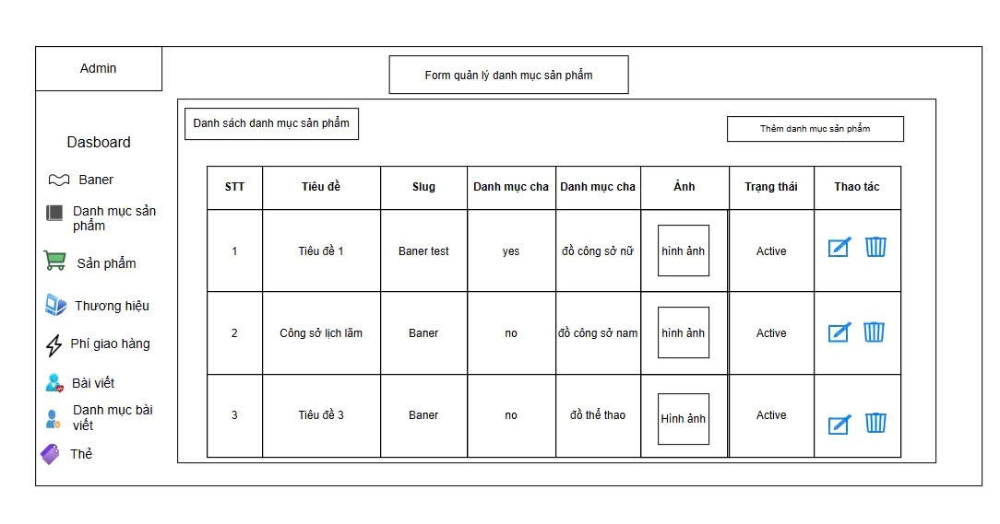 Admin
Form quản lý danh mục sản phẩm
Danh sách danh mục sản phẩm
Thêm danh mục sản phẩm
Dasboard
Baner
Danh mục sản
phẩm
Sản phẩm
Thương hiệu
Phí giao hàng
Bài viết
Danh mục bài
viết
Thẻ
STT Tiêu đề Slug Danh mục cha Danh mục cha Ảnh Trạng thái Thao tác
1 Tiêu đề 1 Baner test yes đồ công sở nữ hình ảnh Active
2 Công sở lịch lãm Baner no đồ công sở nam hình ảnh Active
3 Tiêu đề 3 Baner no đồ thể thao Hình ảnh Active